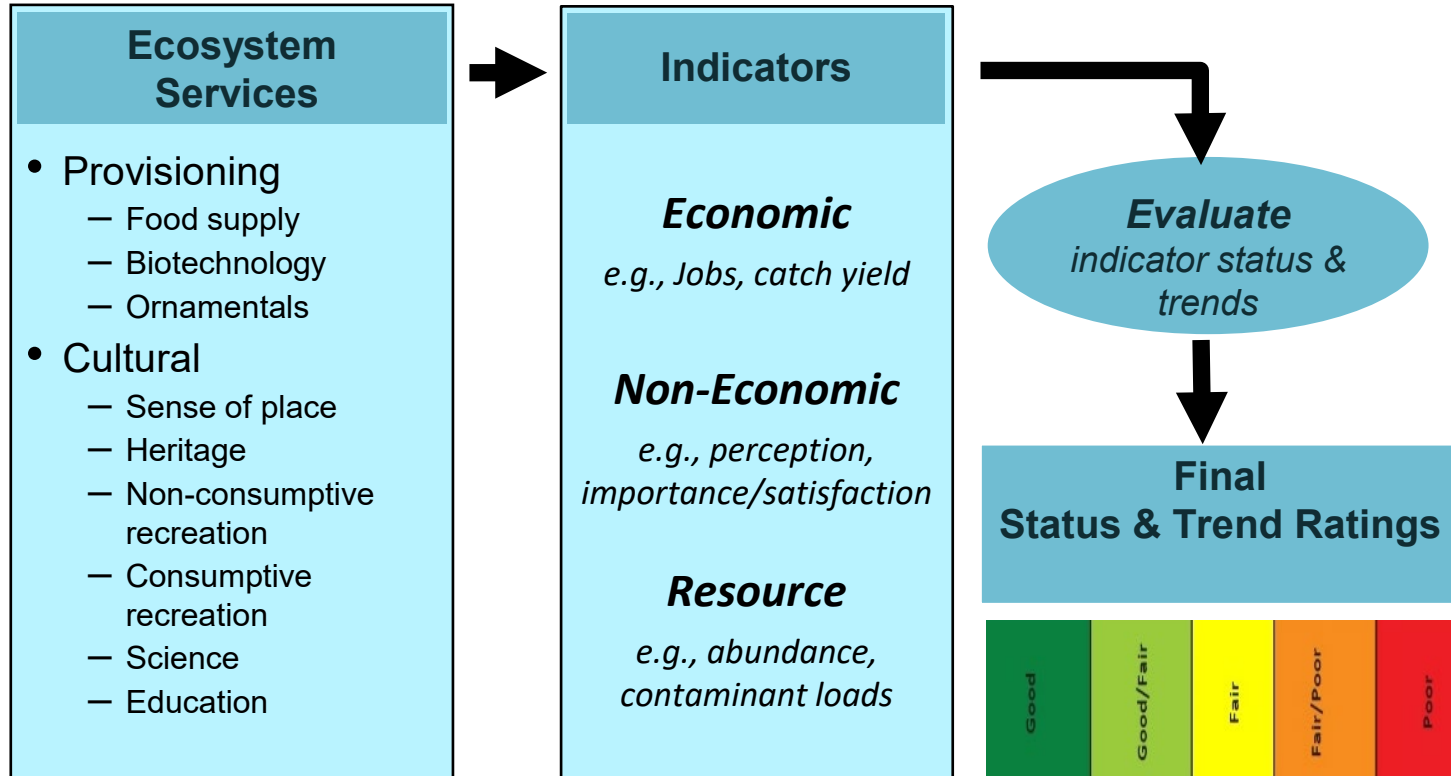 Ecosystem
Services
• Provisioning
– Food supply
– Biotechnology
– Ornamentals
• Cultural
– Sense of place
– Heritage
– Non-consumptive
recreation
– Consumptive
recreation
– Science
– Education
Indicators
Economic
e.g., Jobs, catch yield
Non-Economic
e.g., perception,
importance/satisfaction
Resource
e.g., abundance,
contaminant loads
Evaluate
indicator status &
trends
Final
Status & Trend Ratings
Good
Good/Fair
Fair
Fair/Poor
Poor